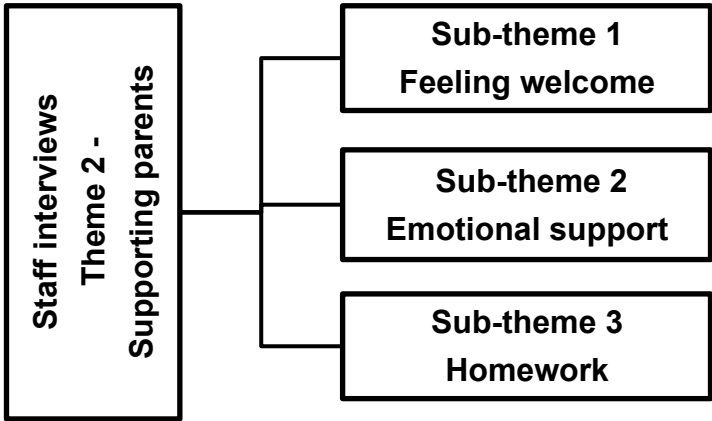 Staff interviews
Theme 2 -
Supporting parents
Sub-theme 1
Feeling welcome
Sub-theme 2
Emotional support
Sub-theme 3
Homework